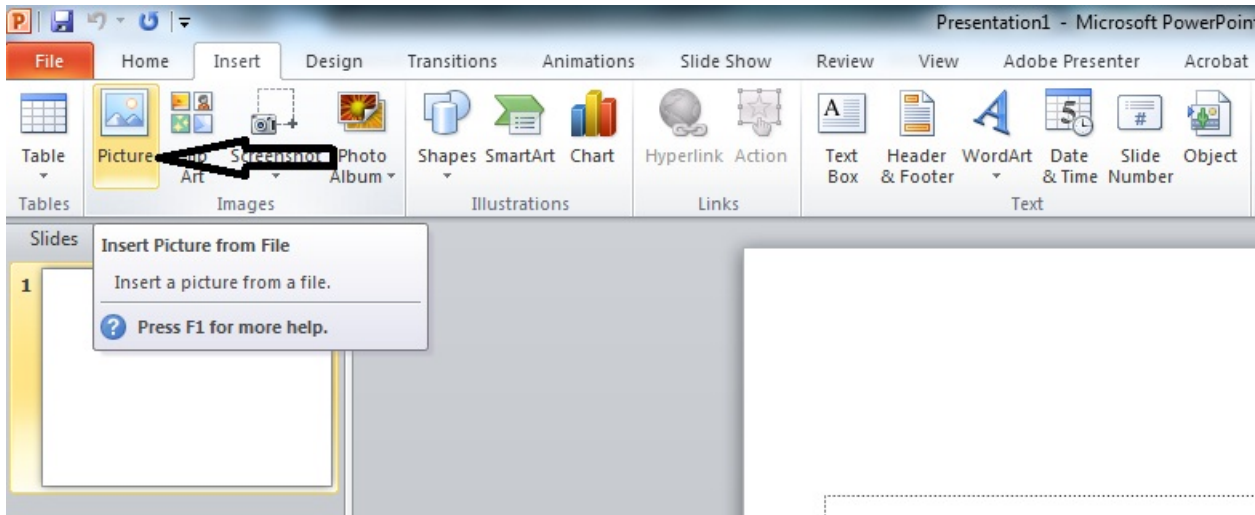 Presentation1 - Microsoft PowerPoin
File Home Insert Design Transitions Animations Slide Show Review View Adobe Presenter Acrobat
Table Picture Screenshot Photo Shapes SmartArt Chart Hyperlink Action Text Header WordArt Date Slide Object
Art Album Box & Footer & Time Number
Tables Images Illustrations Links Text
Slides
Insert Picture from File
1 Insert a picture from a file.
Press F1 for more help.